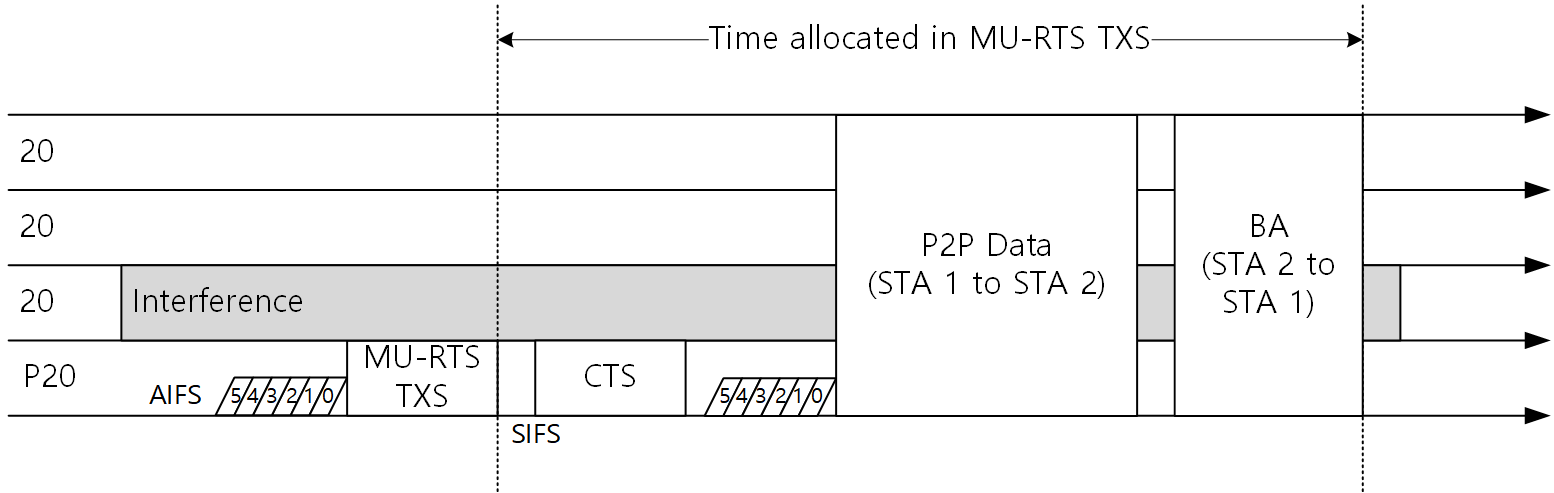 Time allocated in MU-RTS TXS
20
20
P2P Data
(STA 1 to STA 2)
BA
(STA 2 to
STA 1)
20
Interference
P20
AIFS
5 4 3 2 1 0
MU-RTS
TXS
CTS
5 4 3 2 1 0
SIFS